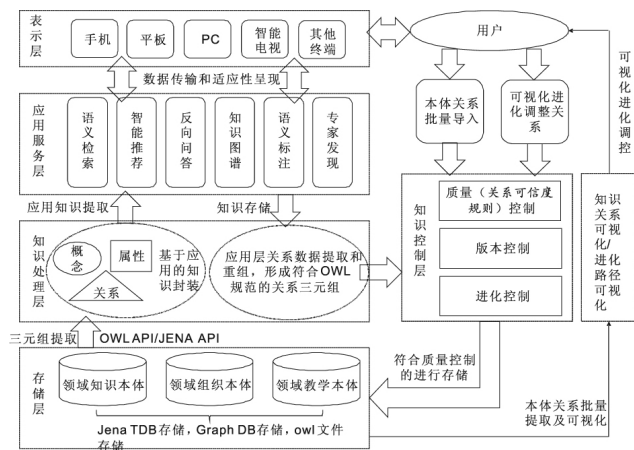 表示层
手机
平板
PC
智能
电视
其他
终端
用户
数据传输和适应性呈现
应用服务层
语义检索
智能推荐
反向问答
知识图谱
语义标注
专家发现
本体关系
批量导入
可视化进
化调整关
系
可视化进化调控
应用知识提取
知识存储
知识处理层
概
念
属性
关系
基于应
用的知
识封装
应用层关系数据提取和
重组，形成符合OWL
规范的关系三元组
知识控制层
质量（关系可信度
规则）控制
版本控制
进化控制
知识
关系
可视
化/
进化
路径
可视
化
三元组提取
OWL API/JENA API
存储层
领域知识本体
领域组织本体
领域教学本体
Jena TDB存储，Graph DB存储，owl文件
存储
符合质量控制
的进行存储
本体关系批量
提取及可视化